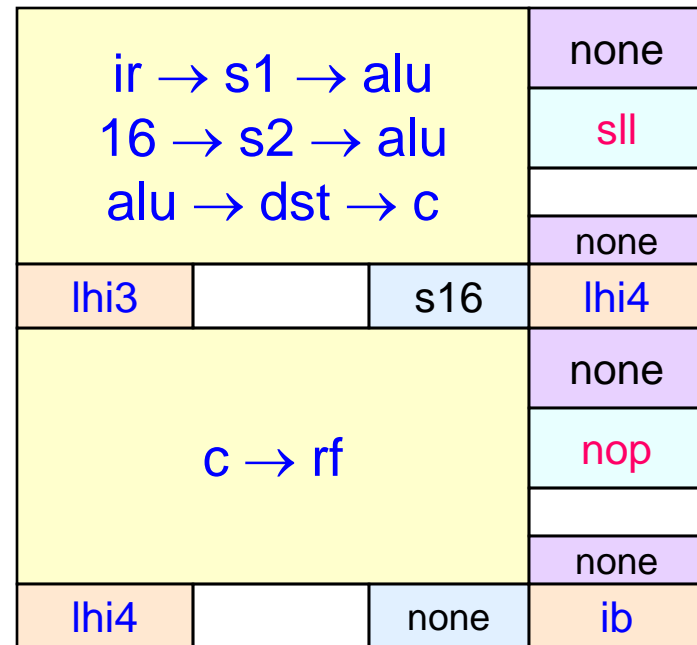 ir → s1 → alu
16 → s2 → alu
alu → dst → c
none
sll
none
lhi3
s16
lhi4
c → rf
none
nop
none
lhi4
none
ib